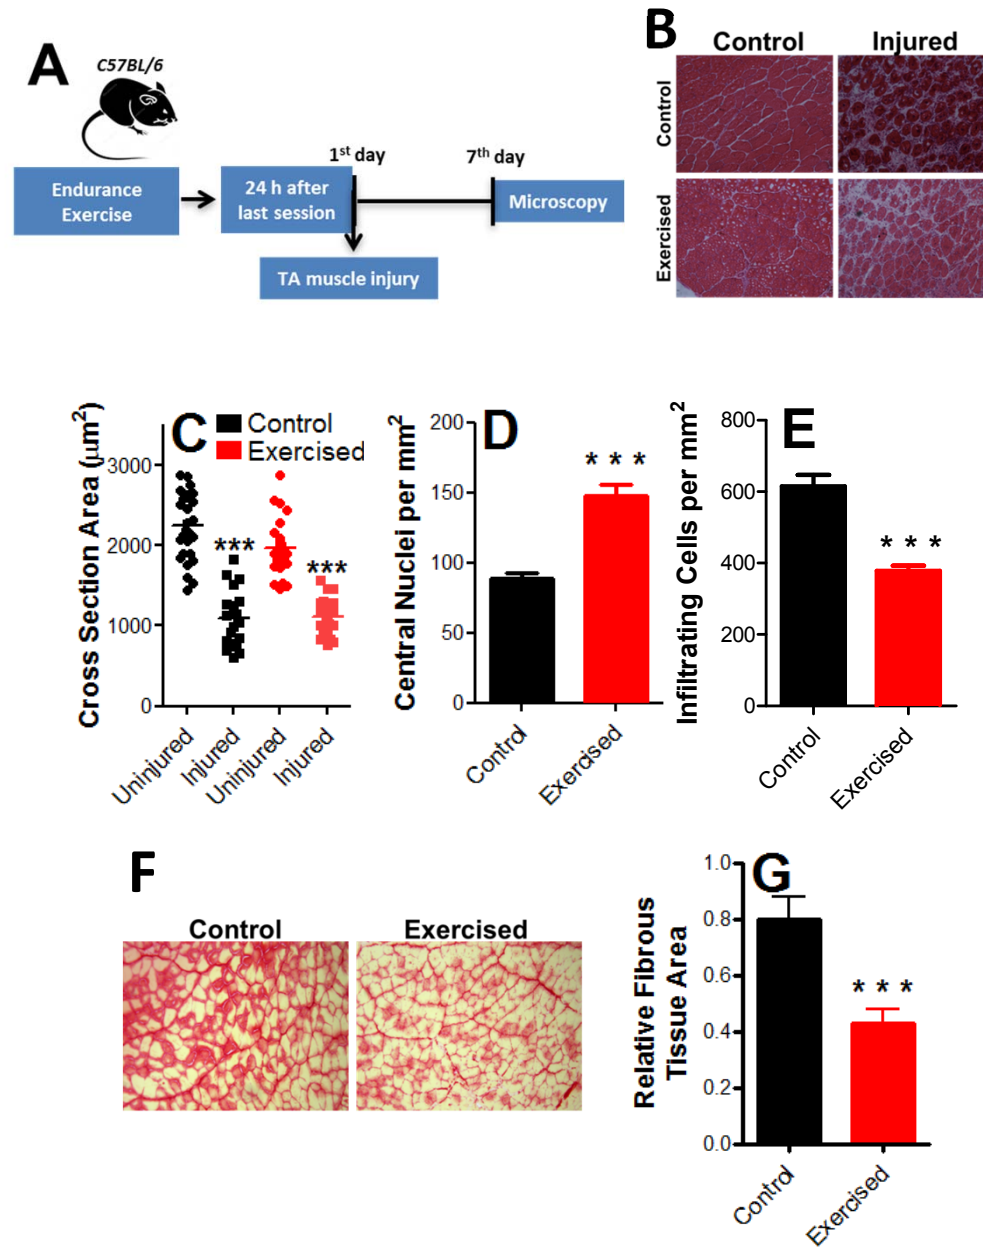 A
C57BL/6
1st day
7th day
Endurance
Exercise
24 h after
last session
Microscopy
TA muscle injury
B
Control
Injured
Control
Exercised
C
Control
Exercised
Cross Section Area (μm²)
3000
2000
1000
0
***
***
Uninjured
Injured
Uninjured
Injured
D
Central Nuclei per mm²
200
150
100
50
0
* * *
Control
Exercised
E
Infiltrating Cells per mm²
800
600
400
200
0
* * *
Control
Exercised
F
Control
Exercised
G
Relative Fibrous
Tissue Area
1.0
0.8
0.6
0.4
0.2
0.0
* * *
Control
Exercised